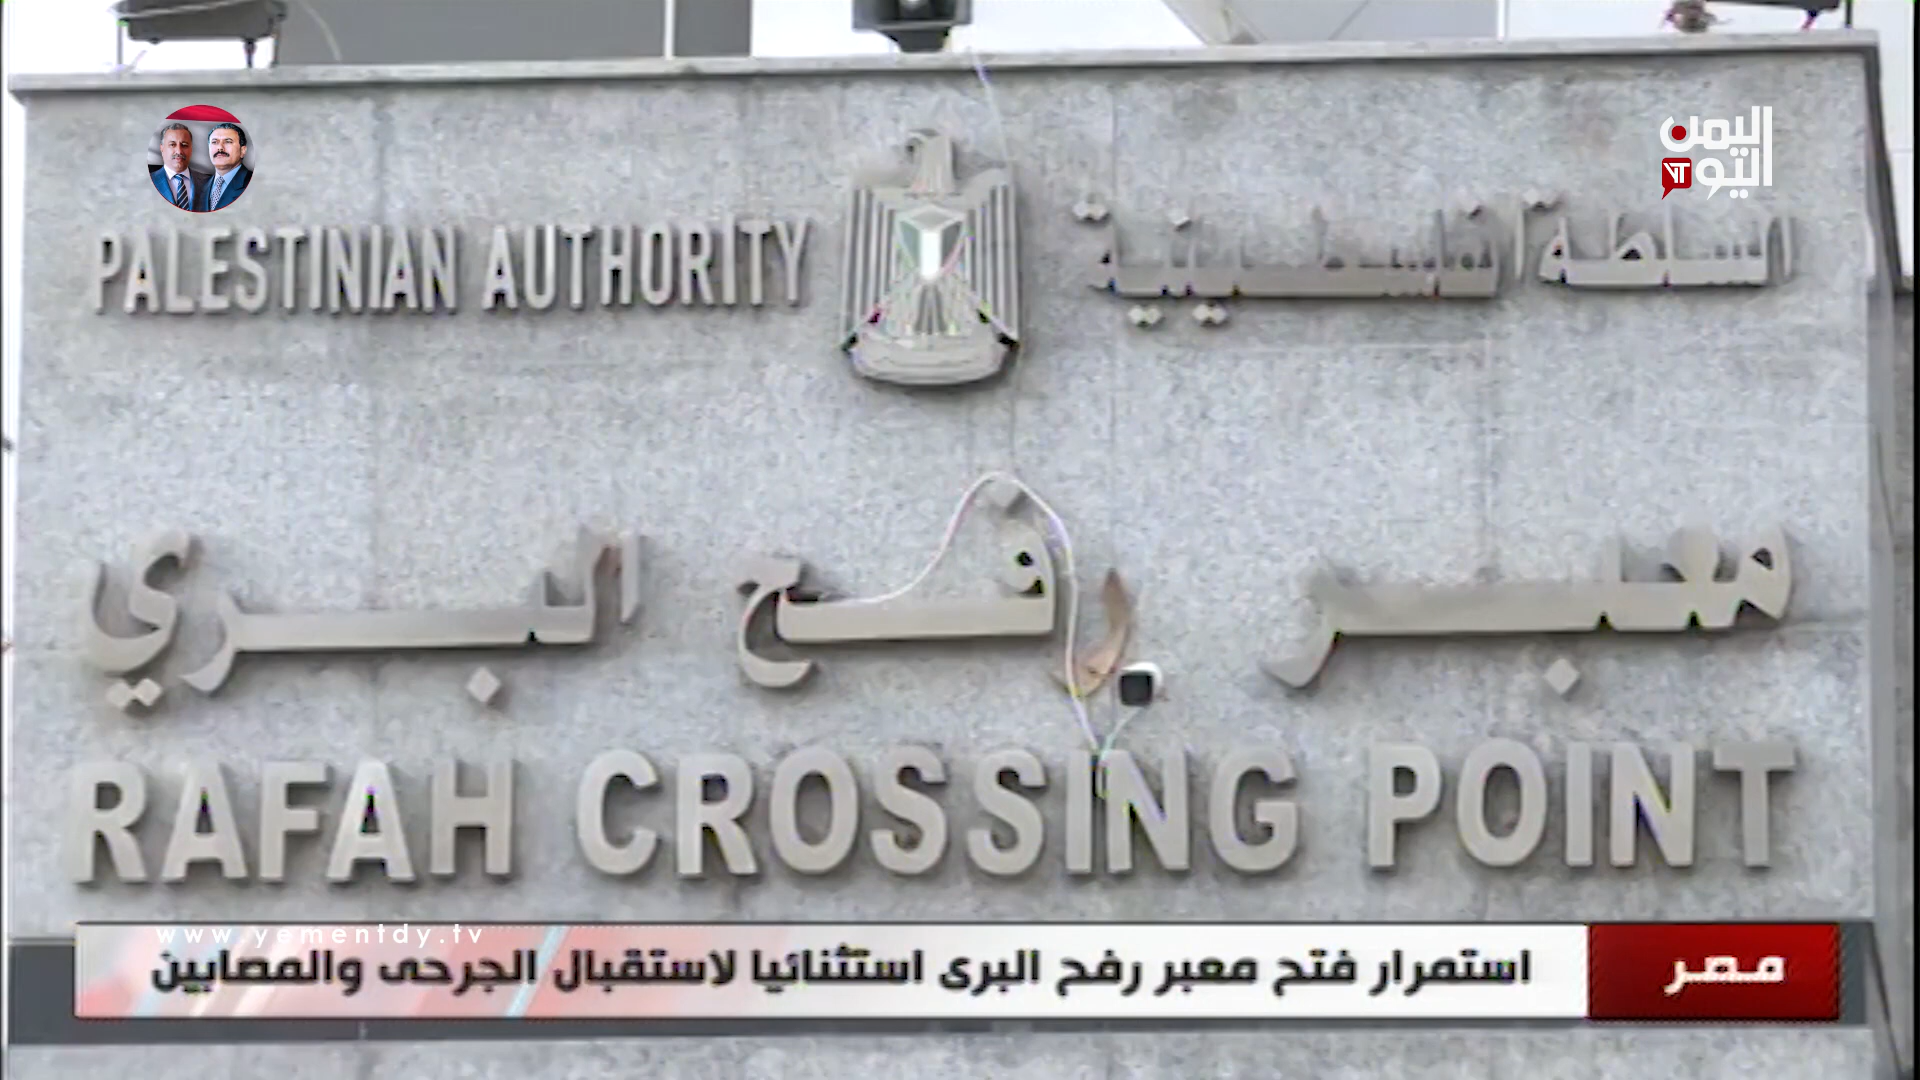 اليمن
اليوم
YT
PALESTINIAN AUTHORITY
السلطة الفلسطينية
معبر رفح البري
RAFAH CROSSING POINT
www.yementdy.tv
مصر
استمرار فتح معبر رفح البرى استثنائيا لاستقبال الجرحى والمصابين